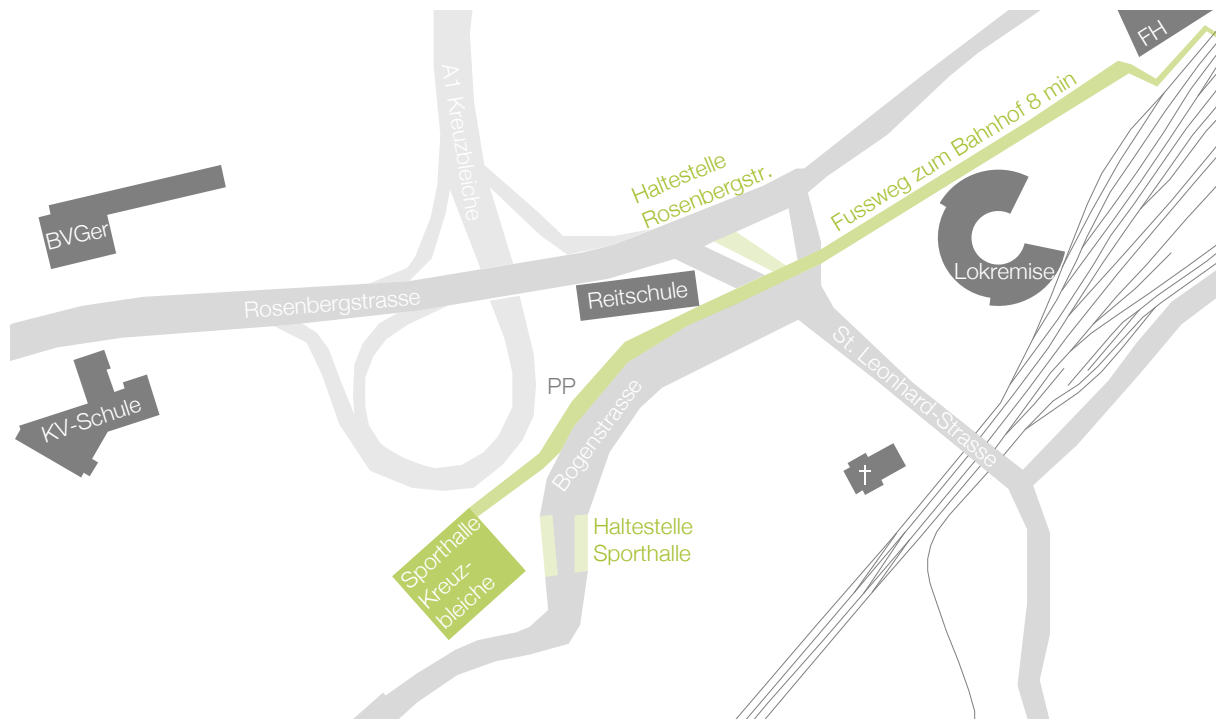 FH
A1 Kreuzbleiche
Fussweg zum Bahnhof 8 min
Haltestelle
Rosenbergstr.
BVGer
Lokremise
Rosenbergstrasse
Reitschule
St. Leonhard-Strasse
PP
KV-Schule
Bogenstrasse
Haltestelle
Sporthalle
Sporthalle
Kreuz-
bleiche